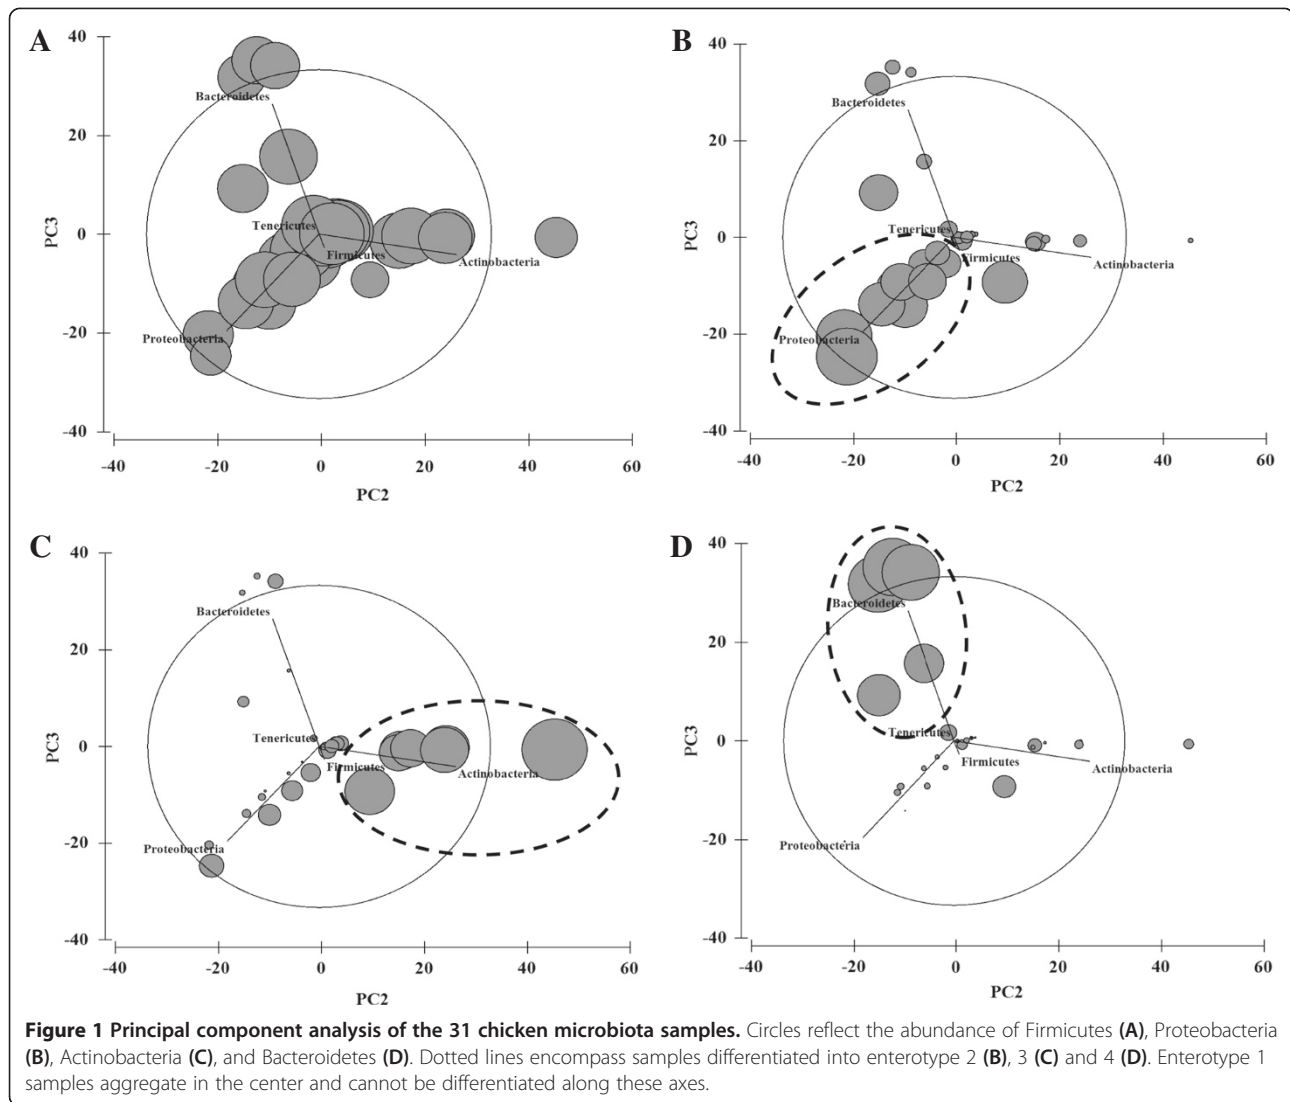 A
40
20
0
-20
-40
PC3
Bacteroidetes
Tenericutes
Firmicutes
Actinobacteria
Proteobacteria
-40
-20
0
20
40
60
PC2
B
40
20
0
-20
-40
PC3
Bacteroidetes
Tenericutes
Firmicutes
Actinobacteria
Proteobacteria
-40
-20
0
20
40
60
PC2
C
40
20
0
-20
-40
PC3
Bacteroidetes
Tenericutes
Firmicutes
Actinobacteria
Proteobacteria
-40
-20
0
20
40
60
PC2
D
40
20
0
-20
-40
PC3
Bacteroidetes
Tenericutes
Firmicutes
Actinobacteria
Proteobacteria
-40
-20
0
20
40
60
PC2
Figure 1 Principal component analysis of the 31 chicken microbiota samples. Circles reflect the abundance of Firmicutes (A), Proteobacteria
(B), Actinobacteria (C), and Bacteroidetes (D). Dotted lines encompass samples differentiated into enterotype 2 (B), 3 (C) and 4 (D). Enterotype 1
samples aggregate in the center and cannot be differentiated along these axes.